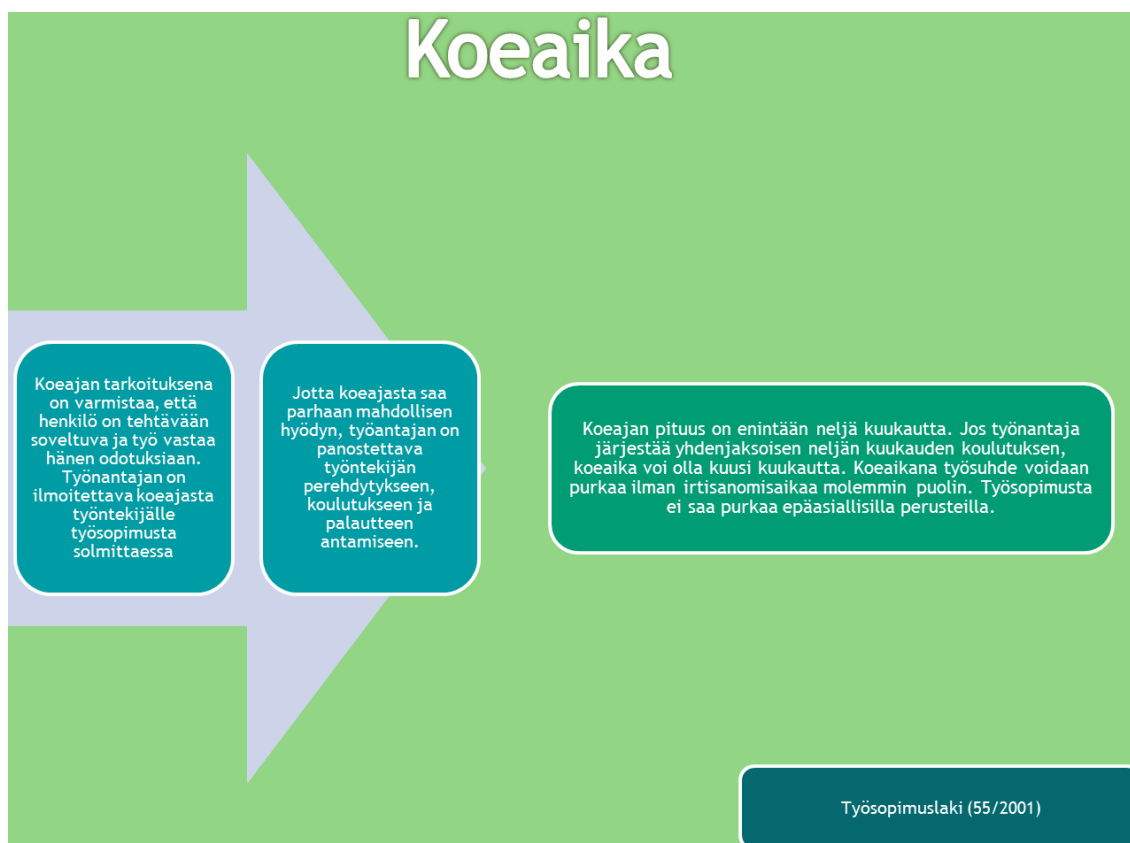 Koeaika
Koeajan tarkoituksena
on varmistaa, että
henkilö on tehtävään
soveltuva ja työ vastaa
hänen odotuksiaan.
Työnantajan on
ilmoitettava koeajasta
työntekijälle
työsopimusta
solmittaessa
Jotta koeajasta saa
parhaan mahdollisen
hyödyn, työantajan on
panostettava
työntekijän
perehdytykseen,
koulutukseen ja
palautteen
antamiseen.
Koeajan pituus on enintään neljä kuukautta. Jos työnantaja
järjestää yhdenjaksoisen neljän kuukauden koulutuksen,
koeaika voi olla kuusi kuukautta. Koeaikana työsuhde voidaan
purkaa ilman irtisanomisaikaa molemmin puolin. Työsopimusta
ei saa purkaa epäasiallisilla perusteilla.
Työsopimuslaki (55/2001)